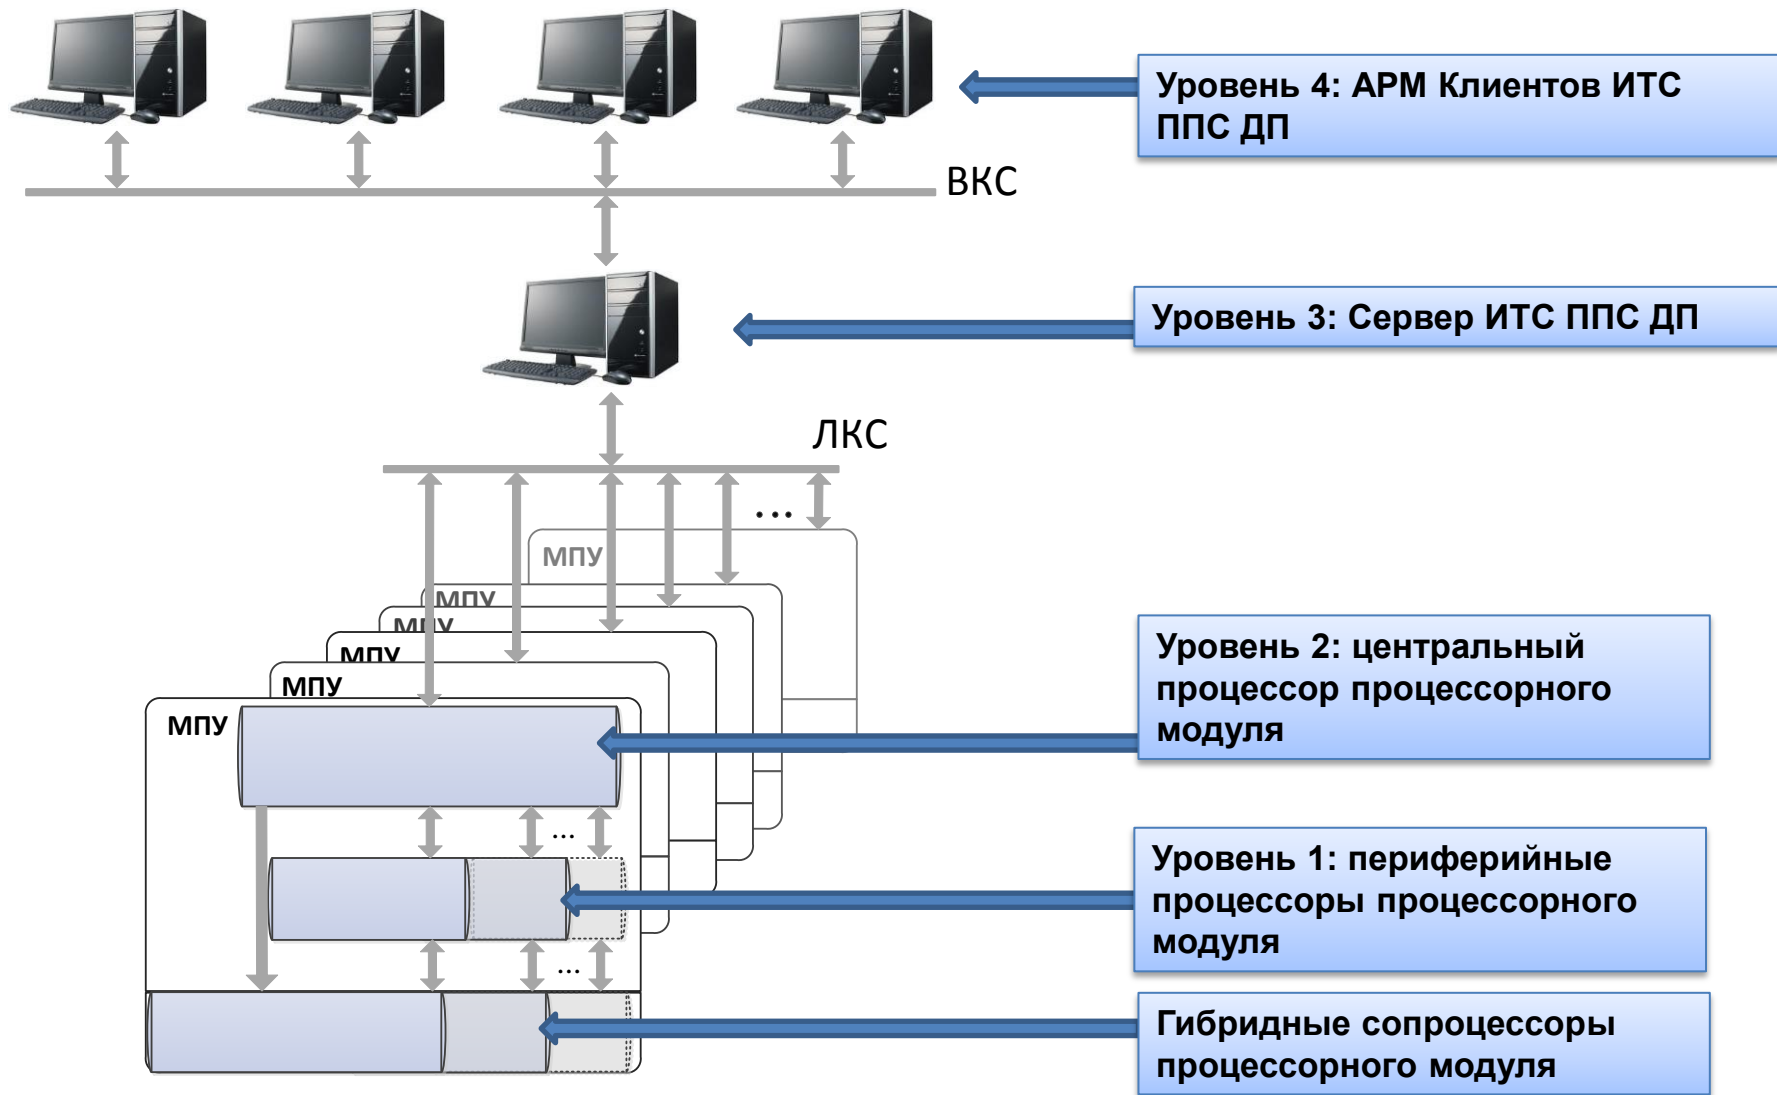 Уровень 4: АРМ Клиентов ИТС
ППС ДП
ВКС
Уровень 3: Сервер ИТС ППС ДП
ЛКС
...
МПУ
МПУ
МПУ
МПУ
МПУ
МПУ
Уровень 2: центральный
процессор процессорного
модуля
...
Уровень 1: периферийные
процессоры процессорного
модуля
...
Гибридные сопроцессоры
процессорного модуля